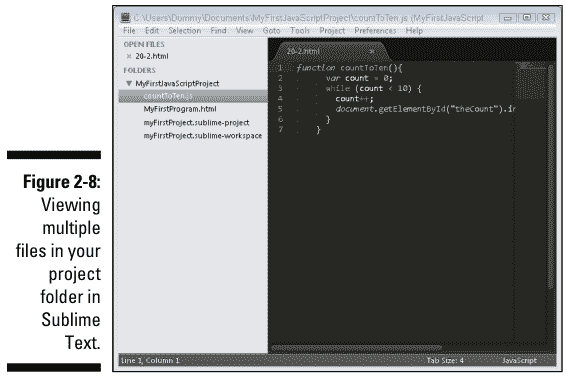 C:\Users\Dummy\Documents\MyFirstJavaScriptProject\countToTen.js (MyFirstJavaScript
File Edit Selection Find View Goto Tools Project Preferences Help
OPEN FILES
× 20-2.html
FOLDERS
▼ MyFirstJavaScriptProject
countToTen.js
MyFirstProgram.html
myFirstProject.sublime-project
myFirstProject.sublime-workspace
20-2.html ×
1 function countToTen(){
2 var count = 0;
3 while (count < 10) {
4 count++;
5 document.getElementById("theCount").in
6 }
7 }
Line 1, Column 1 Tab Size: 4 JavaScript
Figure 2-8:
Viewing
multiple
files in your
project
folder in
Sublime
Text.